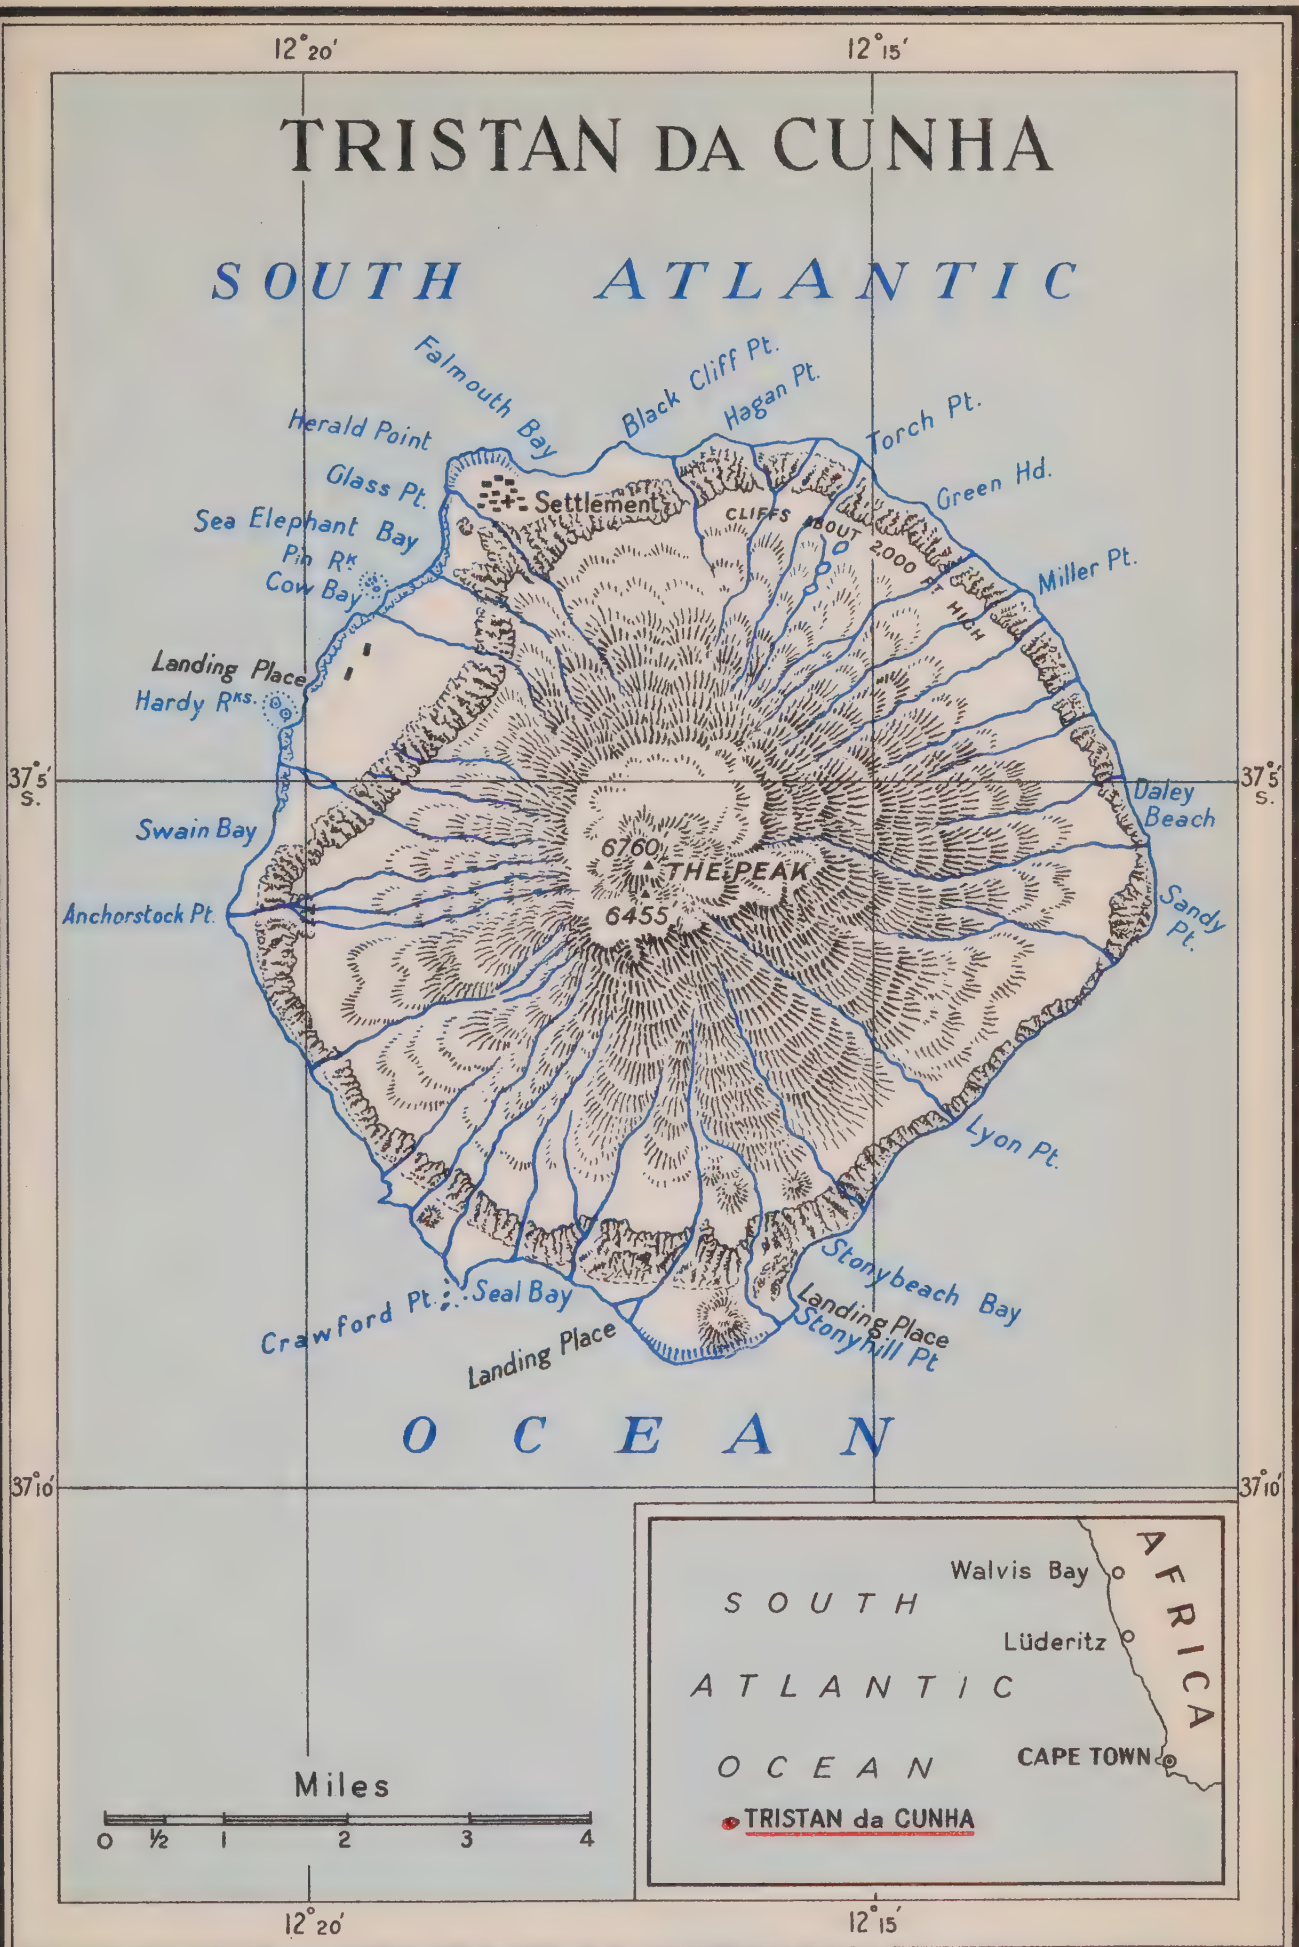 12°20' 12°15'
TRISTAN DA CUNHA
SOUTH ATLANTIC
Falmouth Bay
Black Cliff Pt.
Hagan Pt.
Torch Pt.
Herald Point
Glass Pt.
Green Hd.
Settlement
Sea Elephant Bay
CLIFFS ABOUT 2,000 FT HIGH
Pin Rk
Cow Bay
Miller Pt.
Landing Place
Hardy Rks.
37°5' S.
37°5' S.
Daley
Beach
Swain Bay
6760
THE PEAK
6455
Anchorstock Pt.
Sandy
Pt.
Lyon Pt.
Stonybeach Bay
Crawford Pt.
Seal Bay
Landing Place
Landing Place
Stonyhill Pt
OCEAN
37°10' 37°10'
AFRICA
Walvis Bay
SOUTH
Lüderitz
ATLANTIC
OCEAN
CAPE TOWN
TRISTAN da CUNHA
Miles
0 ½ 1 2 3 4
12°20' 12°15'